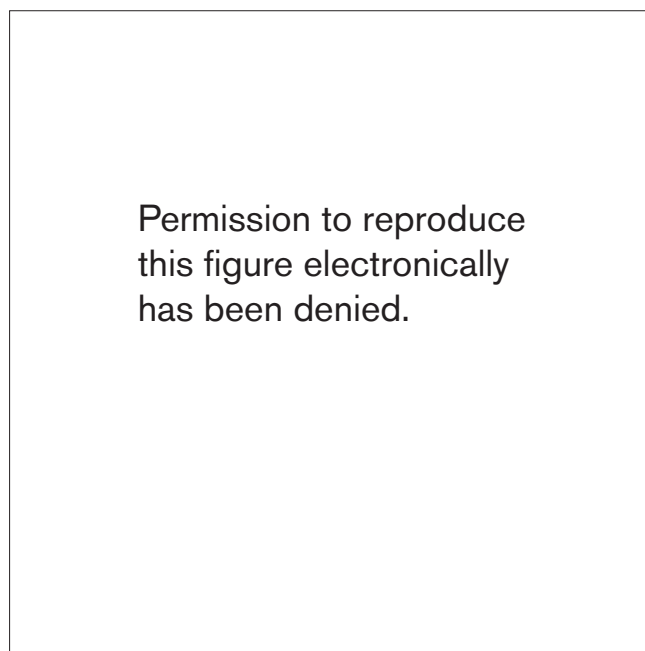 Permission to reproduce
this figure electronically
has been denied.